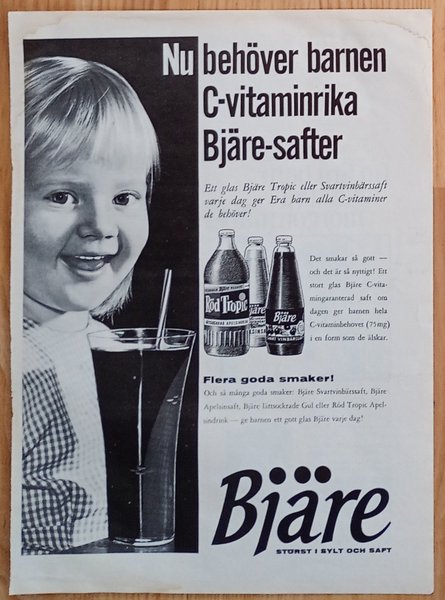 Nu behöver barnen
C-vitaminrika
Bjäre-safter
Ett glas Bjäre Tropic eller Svartvinbärssaft
varje dag ger Era barn alla C-vitaminer
de behöver!
Det smakar så gott —
och det är så nyttigt! Ett
stort glas Bjäre C-vita-
mingaranterad saft om
dagen ger barnen hela
C-vitaminbehovet (75mg)
i en form som de älskar.
Röd Tropic
Bjäre
Flera goda smaker!
Och så många goda smaker: Bjäre Svartvinbärssaft, Bjäre
Apelsinsaft, Bjäre lättsockrade Gul eller Röd Tropic Apel-
sindrink — ge barnen ett gott glas Bjäre varje dag!
Bjäre
STÖRST I SYLT OCH SAFT